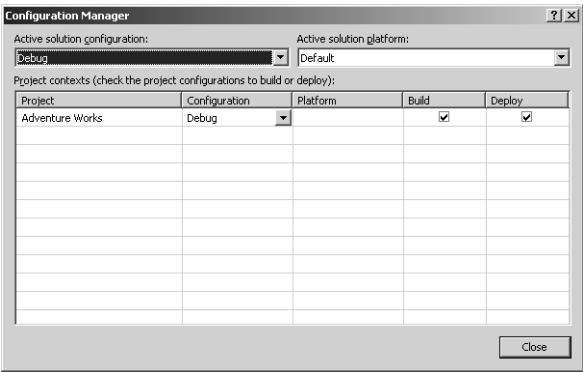 Configuration Manager
Active solution configuration: Active solution platform:
Debug Default
Project contexts (check the project configurations to build or deploy):
Project Configuration Platform Build Deploy
Adventure Works Debug
Close